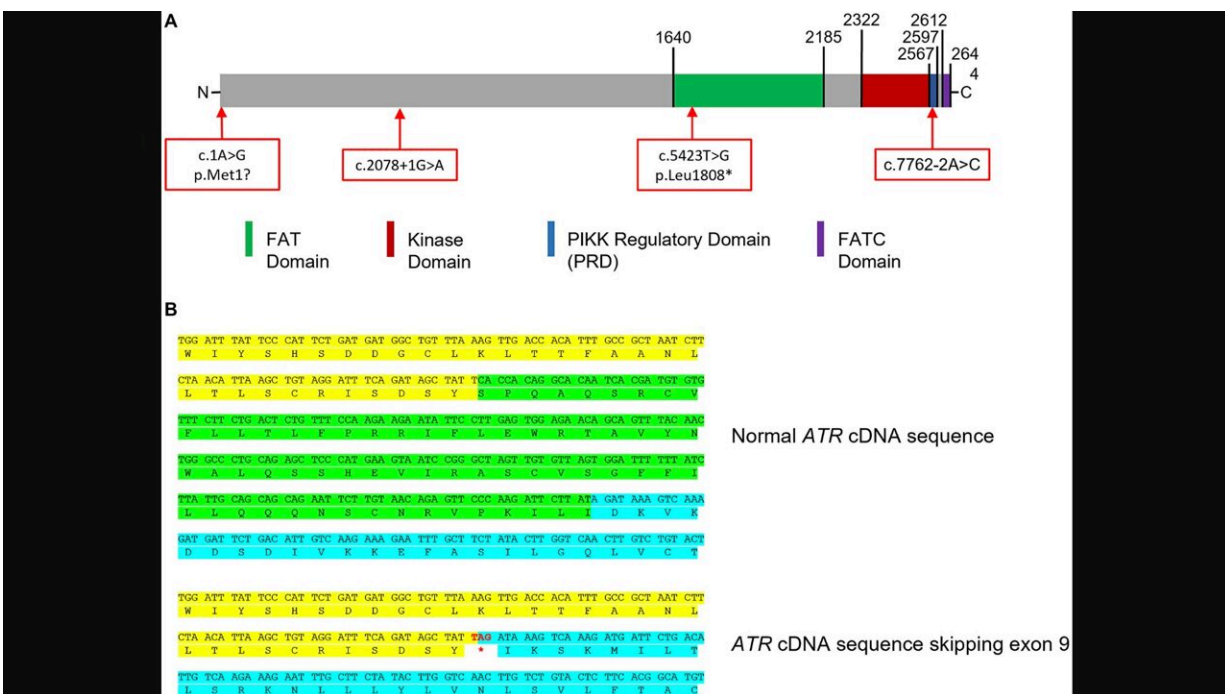 A
2612
2322
2597
1640
2185
2567
264
4
N
C
c.1A>G
p.Met1?
c.2078+1G>A
c.5423T>G
p.Leu1808*
c.7762-2A>C
FAT
Domain
Kinase
Domain
PIKK Regulatory Domain
(PRD)
FATC
Domain
B
TGG ATT TAT TCC CAT TCT GAT GAT GGC TGT TTA AAG TTG ACC ACA TTT GCC GCT AAT CTT
W I Y S H S D D G C L K L T T F A A N L
CTA ACA TTA AGC TGT AGG ATT TCA GAT AGC TAT TCA CCA CAG GCA CAA TCA CGA TGT GTG
L T L S C R I S D S Y S P Q A Q S R C V
TTT CTT CTG ACT CTG TTT CCA AGA AGA ATA TTC CTT GAG TGG AGA ACA GCA GTT TAC AAC
F L L T L F P R R I F L E W R T A V Y N
TGG GCC CTG CAG AGC TCC CAT GAA GTA ATC CGG GCT AGT TGT GTT AGT GGA TTT TTT ATC
W A L Q S S H E V I R A S C V S G F F I
TTA TTG CAG CAG CAG AAT TCT TGT AAC AGA GTT CCC AAG ATT CTT ATA GAT AAA GTC AAA
L L Q Q Q N S C N R V P K I L I D K V K
GAT GAT TCT GAC ATT GTC AAG AAA GAA TTT GCT TCT ATA CTT GGT CAA CTT GTC TGT ACT
D D S D I V K K E F A S I L G Q L V C T
Normal ATR cDNA sequence
TGG ATT TAT TCC CAT TCT GAT GAT GGC TGT TTA AAG TTG ACC ACA TTT GCC GCT AAT CTT
W I Y S H S D D G C L K L T T F A A N L
CTA ACA TTA AGC TGT AGG ATT TCA GAT AGC TAT TAG ATA AAG TCA AAG ATG ATT CTG ACA
L T L S C R I S D S Y * I K S K M I L T
TTG TCA AGA AAG AAT TTG CTT CTA TAC TTG GTC AAC TTG TCT GTA CTC TTC ACG GCA TGT
L S R K N L L L Y L V N L S V L F T A C
ATR cDNA sequence skipping exon 9